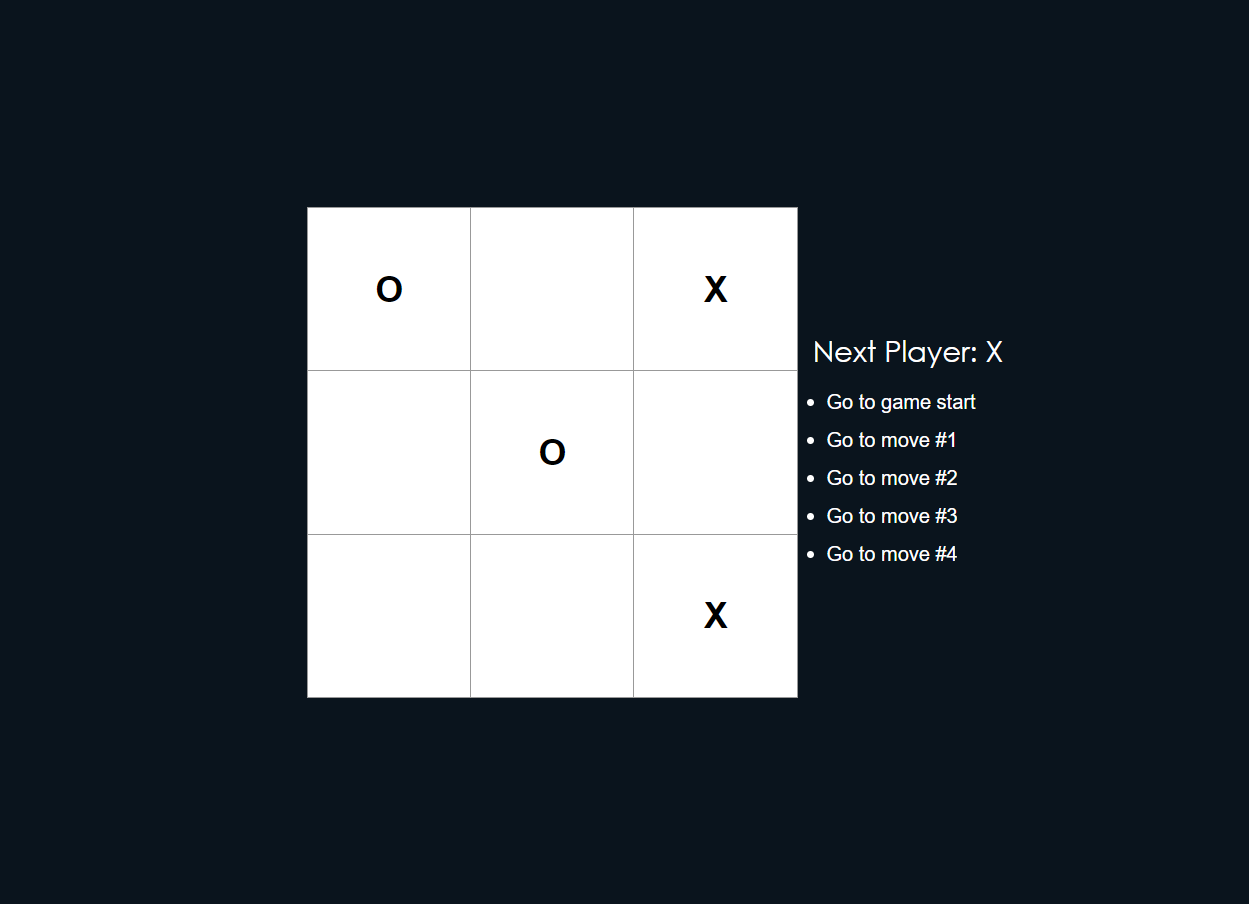 O X
O
X
Next Player: X
Go to game start
Go to move #1
Go to move #2
Go to move #3
Go to move #4